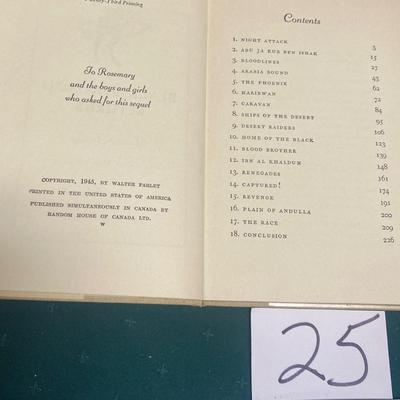 Twenty-Third Printing
To Rosemary
and the boys and girls
who asked for this sequel
COPYRIGHT, 1945, BY WALTER FARLEY
PRINTED IN THE UNITED STATES OF AMERICA
PUBLISHED SIMULTANEOUSLY IN CANADA BY
RANDOM HOUSE OF CANADA LTD.
W
Contents
1. NIGHT ATTACK 3
2. ABU JA KUB BEN ISHAK 15
3. BLOODLINES 27
4. ARABIA BOUND 43
5. THE PHOENIX 62
6. HARIBWAN 72
7. CARAVAN 84
8. SHIPS OF THE DESERT 95
9. DESERT RAIDERS 106
10. HOME OF THE BLACK 123
11. BLOOD BROTHER 139
12. IBN AL KHALDUN 148
13. RENEGADES 161
14. CAPTURED! 174
15. REVENGE 191
16. PLAIN OF ANDULLA 200
17. THE RACE 209
18. CONCLUSION 226
25